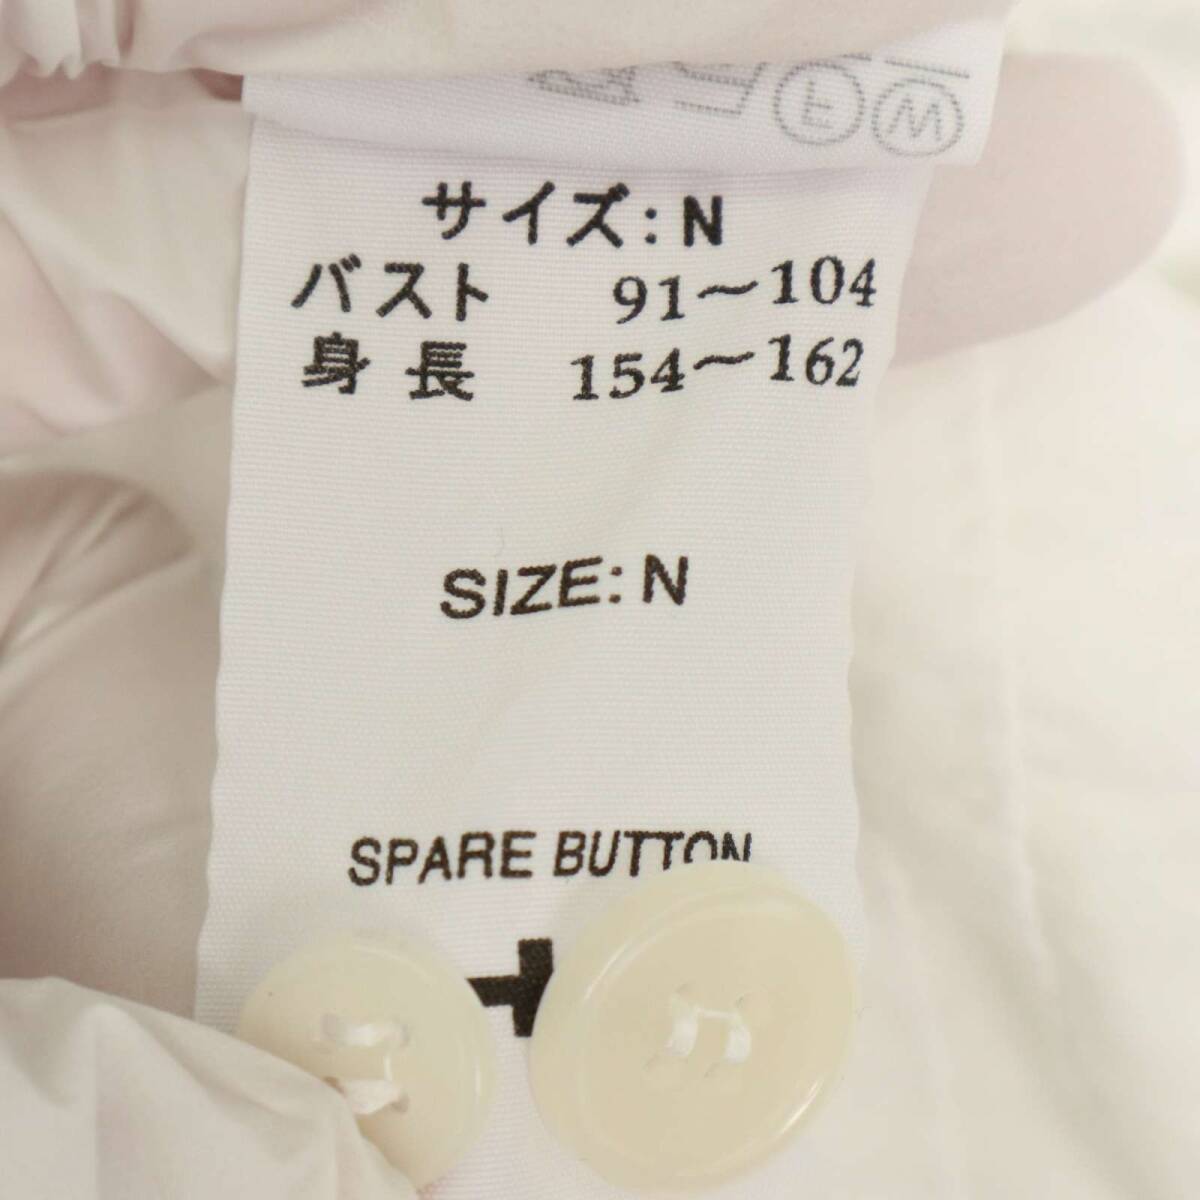 サイズ:N
バスト 91～104
身長 154～162
SIZE:N
SPARE BUTTON
W
F